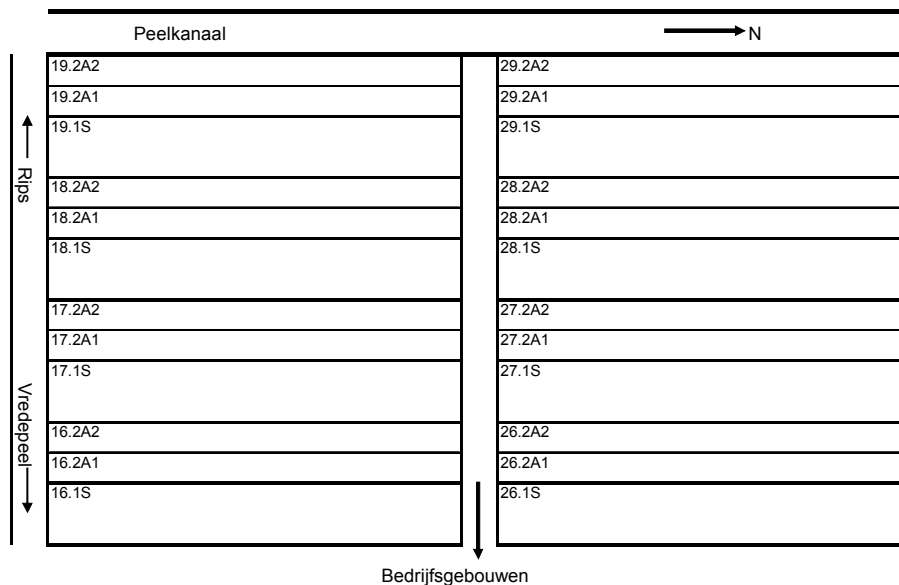 Peelkanaal N
19.2A2 29.2A2
19.2A1 29.2A1
19.1S 29.1S
Rips
18.2A2 28.2A2
18.2A1 28.2A1
18.1S 28.1S
17.2A2 27.2A2
17.2A1 27.2A1
17.1S 27.1S
Vredepeel
16.2A2 26.2A2
16.2A1 26.2A1
16.1S 26.1S
Bedrijfsgebouwen